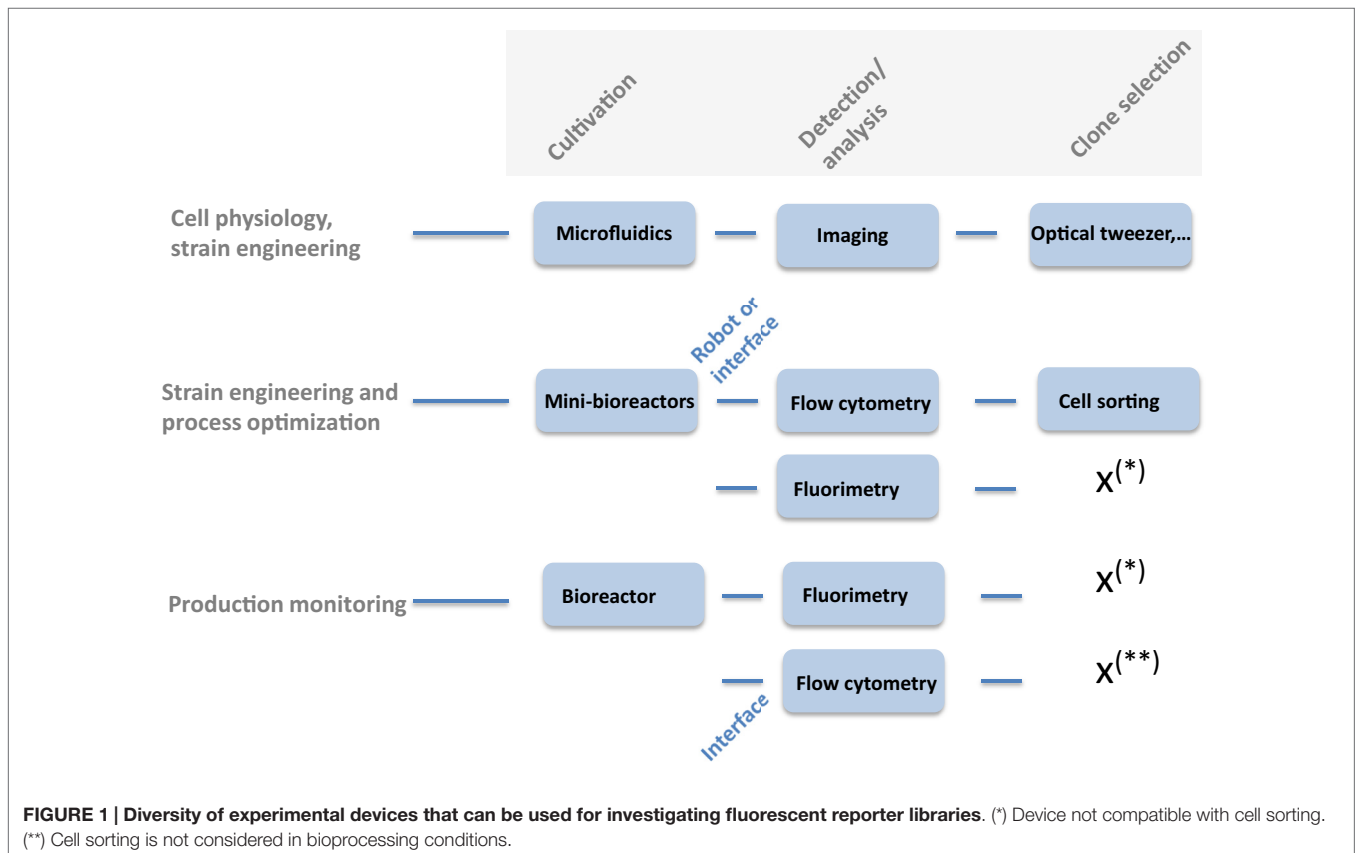 Cultivation
Detection/
analysis
Clone selection
Cell physiology,
strain engineering
Microfluidics
Imaging
Optical tweezer,...
Robot or
interface
Strain engineering and
process optimization
Mini-bioreactors
Flow cytometry
Cell sorting
Fluorimetry
X(*)
Production monitoring
Bioreactor
Fluorimetry
X(*)
Flow cytometry
X(**)
Interface
FIGURE 1 | Diversity of experimental devices that can be used for investigating fluorescent reporter libraries. (*) Device not compatible with cell sorting.
(**) Cell sorting is not considered in bioprocessing conditions.